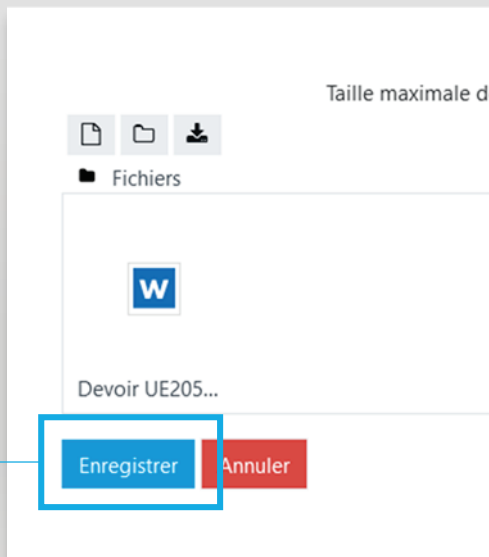 Taille maximale d
Fichiers
W
Devoir UE205...
Enregistrer
Annuler